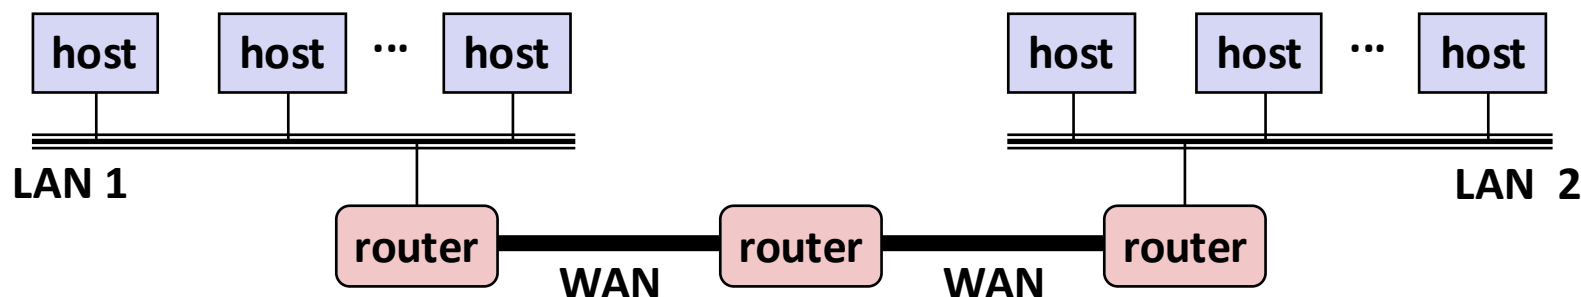 host host ... host host host ... host
LAN 1 LAN 2
router router router
WAN WAN